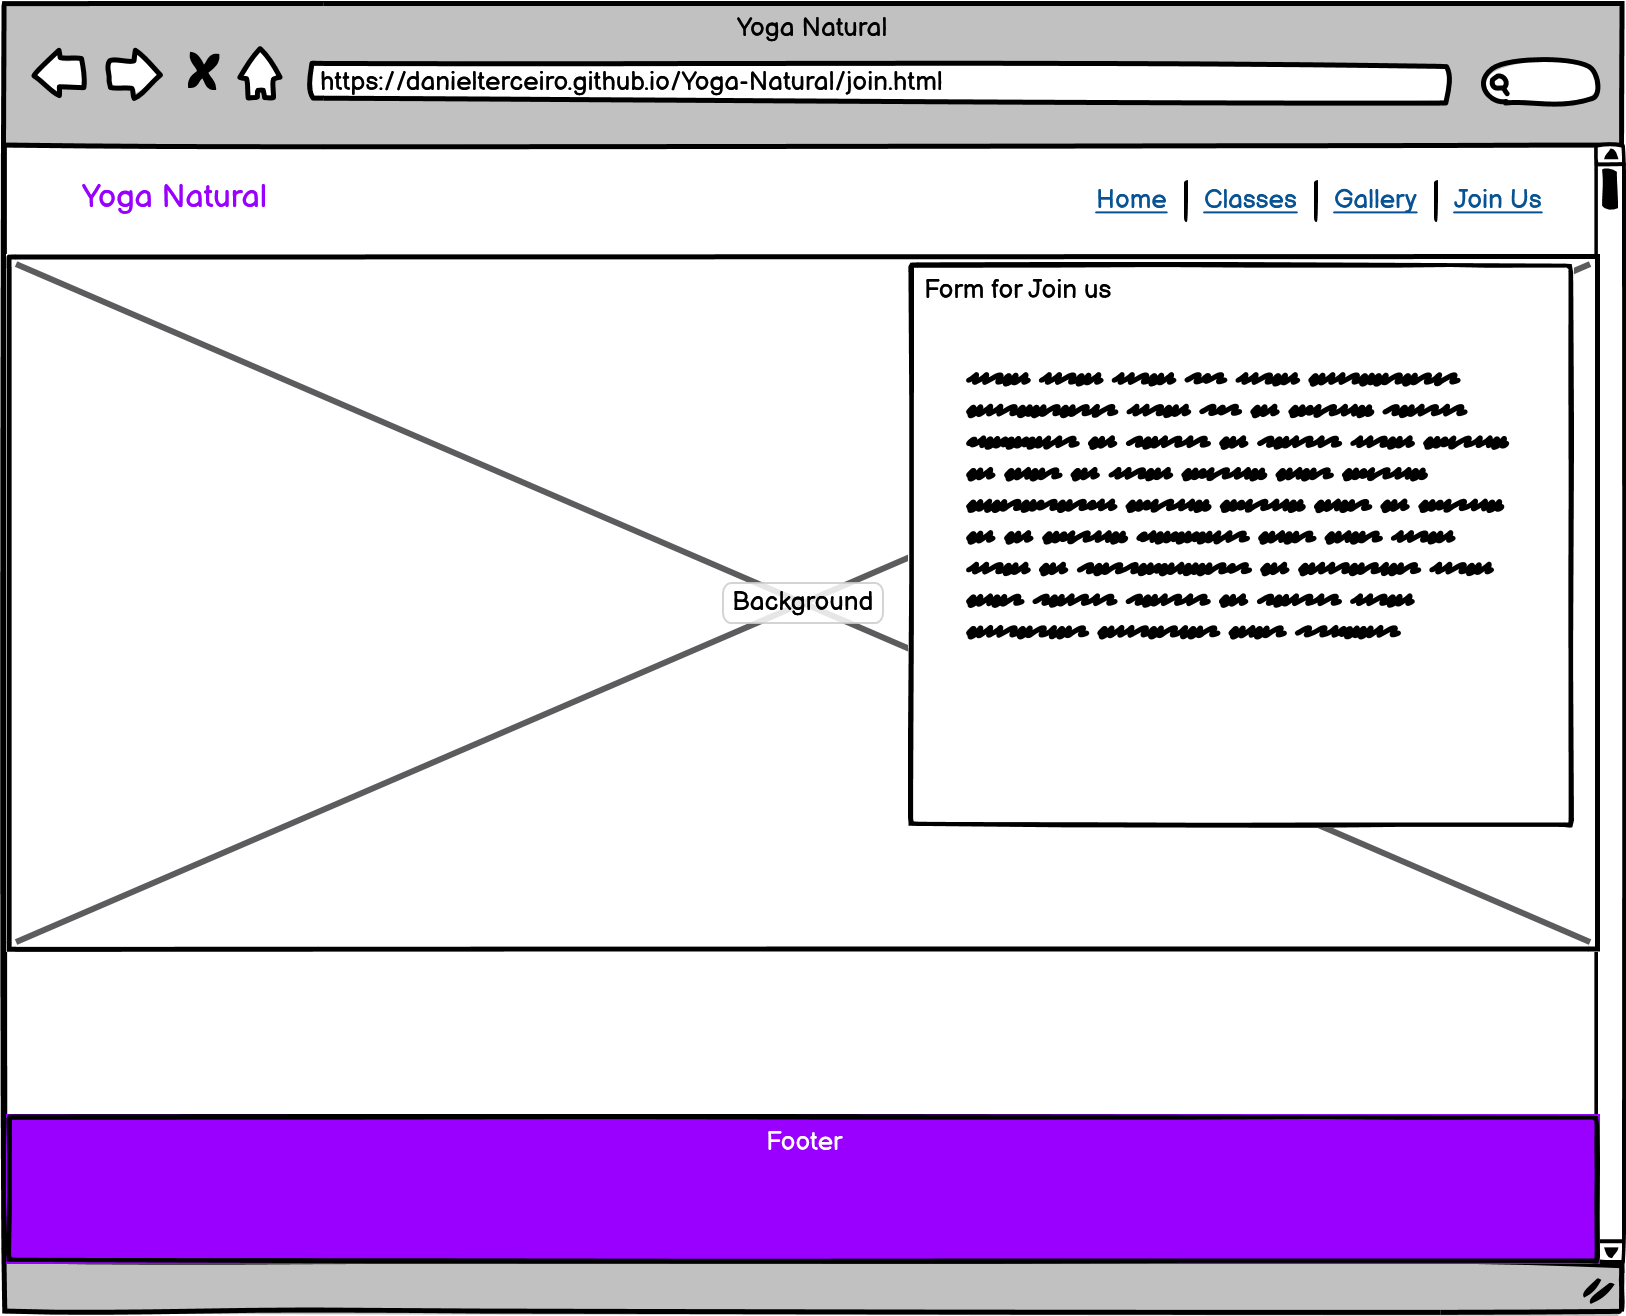 Yoga Natural
https://danielterceiro.github.io/Yoga-Natural/join.html
Yoga Natural
Home Classes Gallery Join Us
Form for Join us
Background
Footer